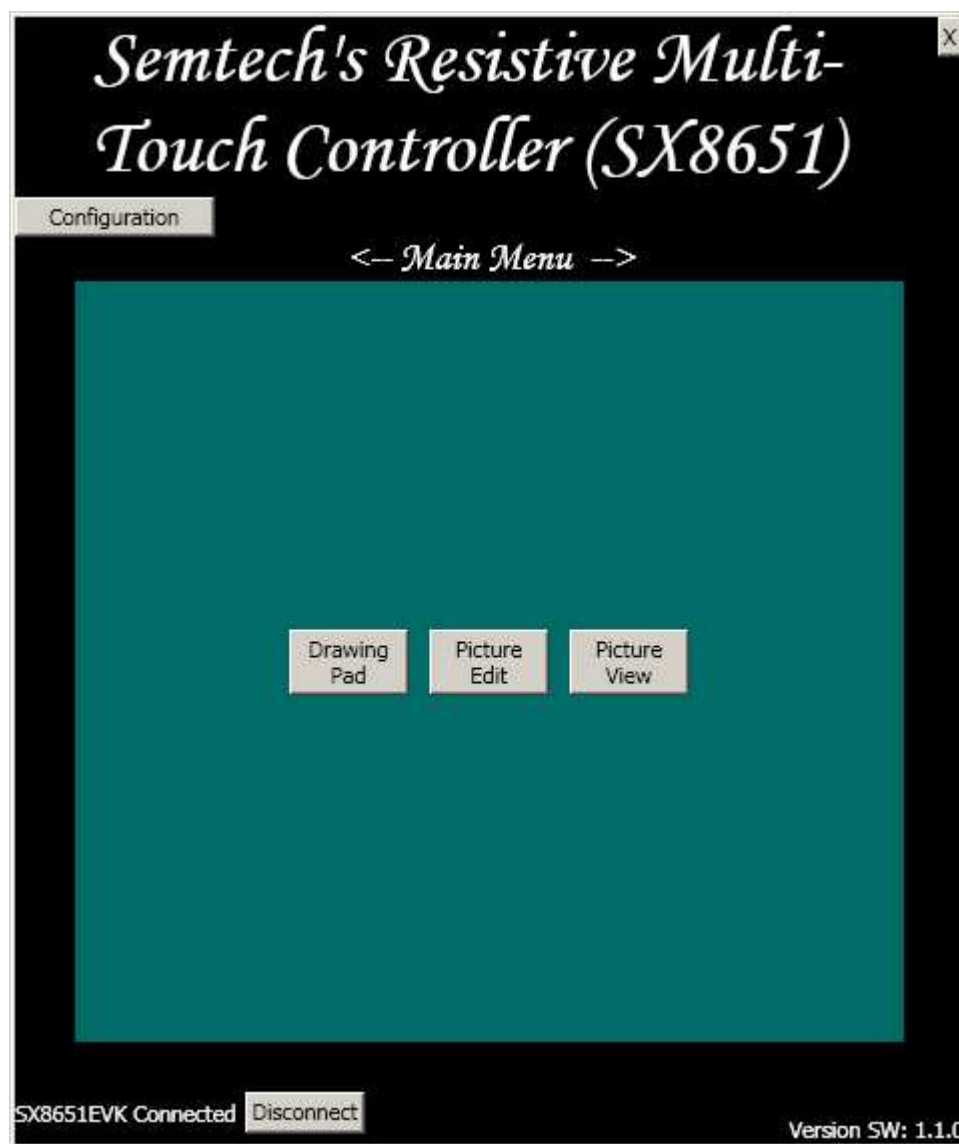 Semtech's Resistive Multi-
Touch Controller (SX8651)
X
Configuration
<-- Main Menu -->
Drawing
Pad
Picture
Edit
Picture
View
SX8651EVK Connected
Disconnect
Version SW: 1.1.0